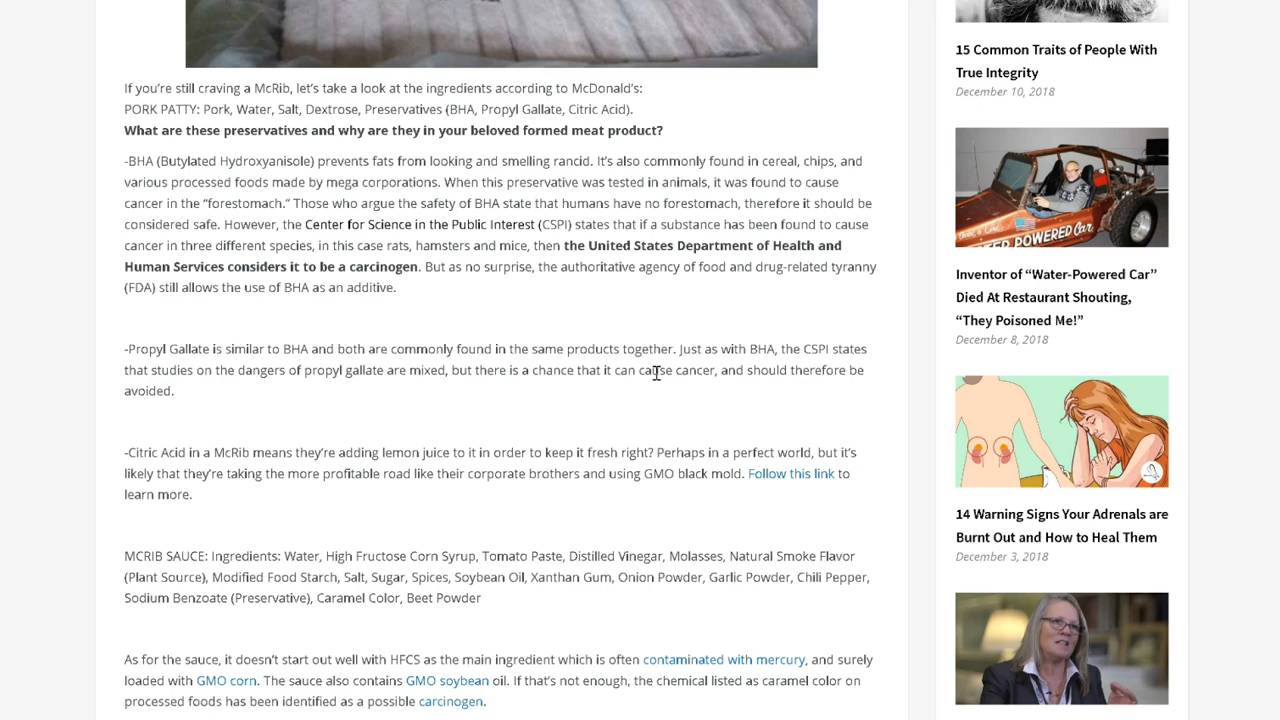 If you’re still craving a McRib, let’s take a look at the ingredients according to McDonald’s:
PORK PATTY: Pork, Water, Salt, Dextrose, Preservatives (BHA, Propyl Gallate, Citric Acid).
What are these preservatives and why are they in your beloved formed meat product?
-BHA (Butylated Hydroxyanisole) prevents fats from looking and smelling rancid. It’s also commonly found in cereal, chips, and
various processed foods made by mega corporations. When this preservative was tested in animals, it was found to cause
cancer in the “forestomach.” Those who argue the safety of BHA state that humans have no forestomach, therefore it should be
considered safe. However, the Center for Science in the Public Interest (CSPI) states that if a substance has been found to cause
cancer in three different species, in this case rats, hamsters and mice, then the United States Department of Health and
Human Services considers it to be a carcinogen. But as no surprise, the authoritative agency of food and drug-related tyranny
(FDA) still allows the use of BHA as an additive.
-Propyl Gallate is similar to BHA and both are commonly found in the same products together. Just as with BHA, the CSPI states
that studies on the dangers of propyl gallate are mixed, but there is a chance that it can cause cancer, and should therefore be
avoided.
-Citric Acid in a McRib means they’re adding lemon juice to it in order to keep it fresh right? Perhaps in a perfect world, but it’s
likely that they’re taking the more profitable road like their corporate brothers and using GMO black mold. Follow this link to
learn more.
MCRIB SAUCE: Ingredients: Water, High Fructose Corn Syrup, Tomato Paste, Distilled Vinegar, Molasses, Natural Smoke Flavor
(Plant Source), Modified Food Starch, Salt, Sugar, Spices, Soybean Oil, Xanthan Gum, Onion Powder, Garlic Powder, Chili Pepper,
Sodium Benzoate (Preservative), Caramel Color, Beet Powder
As for the sauce, it doesn’t start out well with HFCS as the main ingredient which is often contaminated with mercury, and surely
loaded with GMO corn. The sauce also contains GMO soybean oil. If that’s not enough, the chemical listed as caramel color on
processed foods has been identified as a possible carcinogen.
15 Common Traits of People With
True Integrity
December 10, 2018
POWERED Car
Inventor of “Water-Powered Car”
Died At Restaurant Shouting,
“They Poisoned Me!”
December 8, 2018
14 Warning Signs Your Adrenals are
Burnt Out and How to Heal Them
December 3, 2018